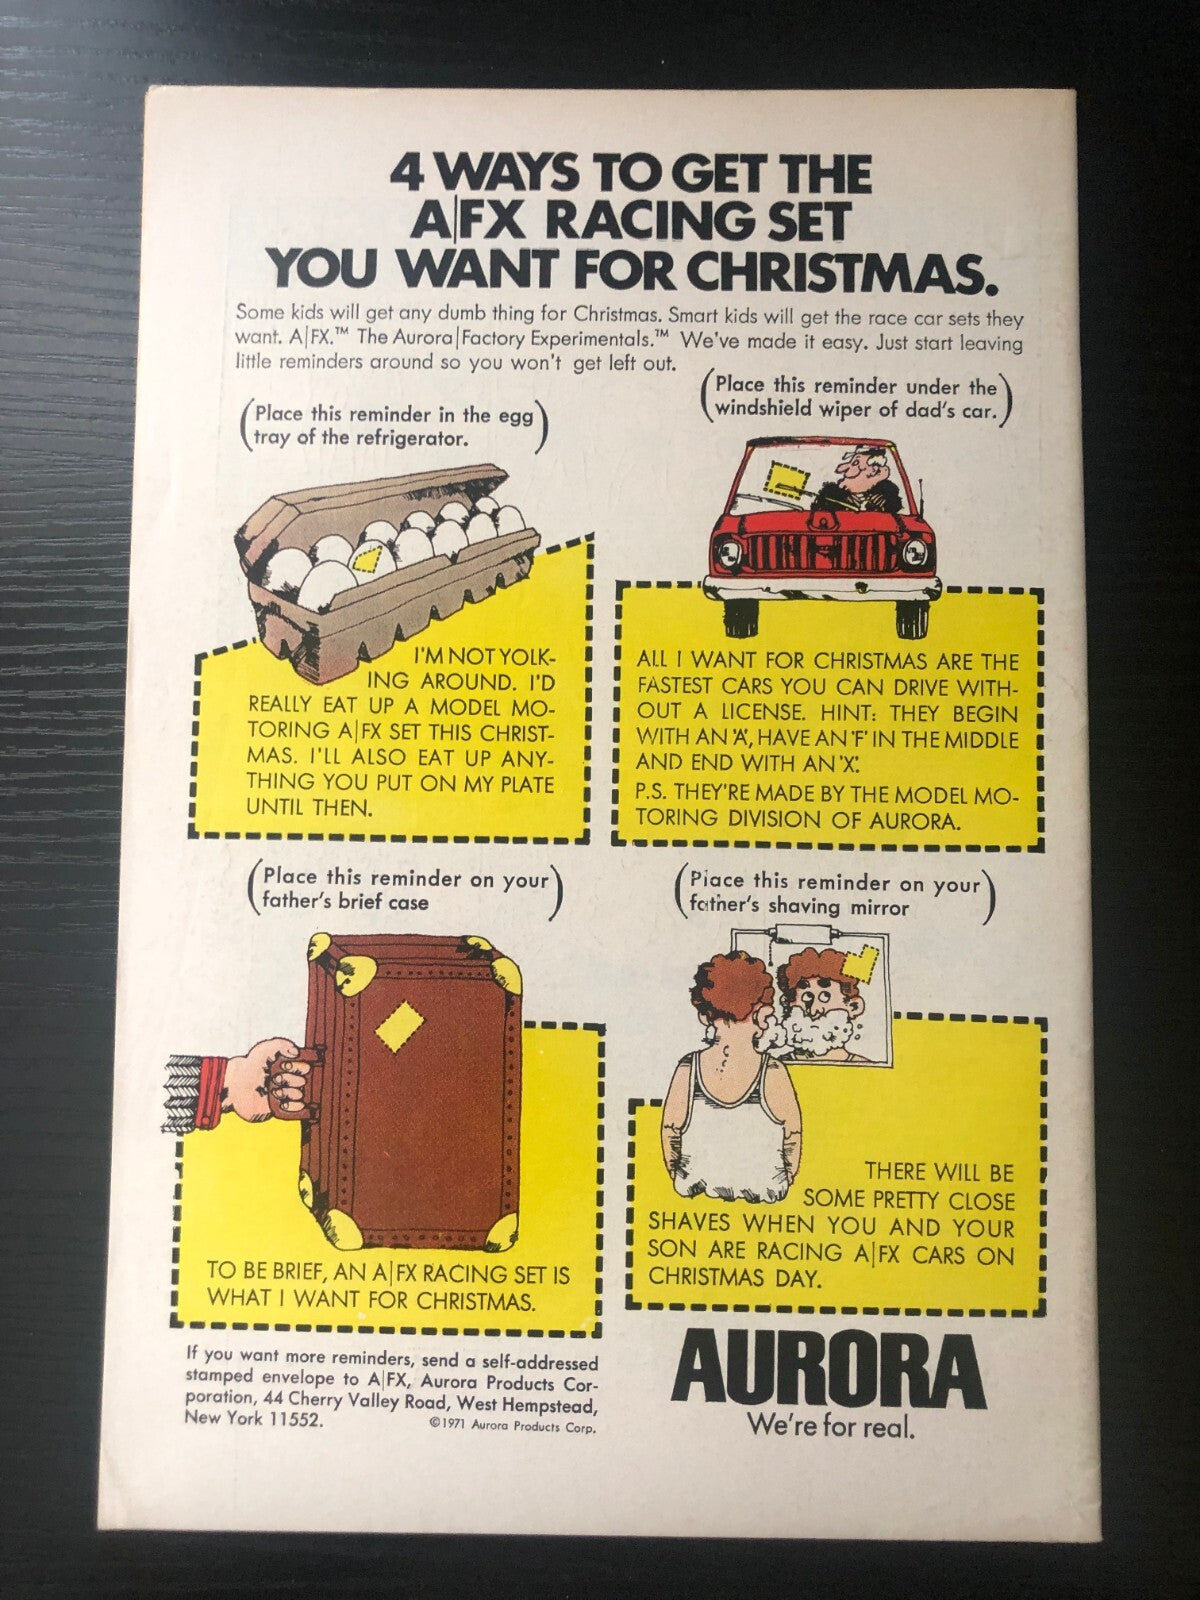 4 WAYS TO GET THE
A|FX RACING SET
YOU WANT FOR CHRISTMAS.
Some kids will get any dumb thing for Christmas. Smart kids will get the race car sets they
want. A|FX.™ The Aurora|Factory Experimentals.™ We've made it easy. Just start leaving
little reminders around so you won't get left out.
(Place this reminder in the egg
tray of the refrigerator.)
(Place this reminder under the
windshield wiper of dad's car.)
I'M NOT YOLK-
ING AROUND. I'D
REALLY EAT UP A MODEL MO-
TORING A|FX SET THIS CHRIST-
MAS. I'LL ALSO EAT UP ANY-
THING YOU PUT ON MY PLATE
UNTIL THEN.
ALL I WANT FOR CHRISTMAS ARE THE
FASTEST CARS YOU CAN DRIVE WITH-
OUT A LICENSE. HINT: THEY BEGIN
WITH AN 'A', HAVE AN 'F' IN THE MIDDLE
AND END WITH AN 'X'.
P.S. THEY'RE MADE BY THE MODEL MO-
TORING DIVISION OF AURORA.
(Place this reminder on your
father's brief case)
(Place this reminder on your
father's shaving mirror)
TO BE BRIEF, AN A|FX RACING SET IS
WHAT I WANT FOR CHRISTMAS.
THERE WILL BE
SOME PRETTY CLOSE
SHAVES WHEN YOU AND YOUR
SON ARE RACING A|FX CARS ON
CHRISTMAS DAY.
If you want more reminders, send a self-addressed
stamped envelope to A|FX, Aurora Products Cor-
poration, 44 Cherry Valley Road, West Hempstead,
New York 11552.
©1971 Aurora Products Corp.
AURORA
We're for real.